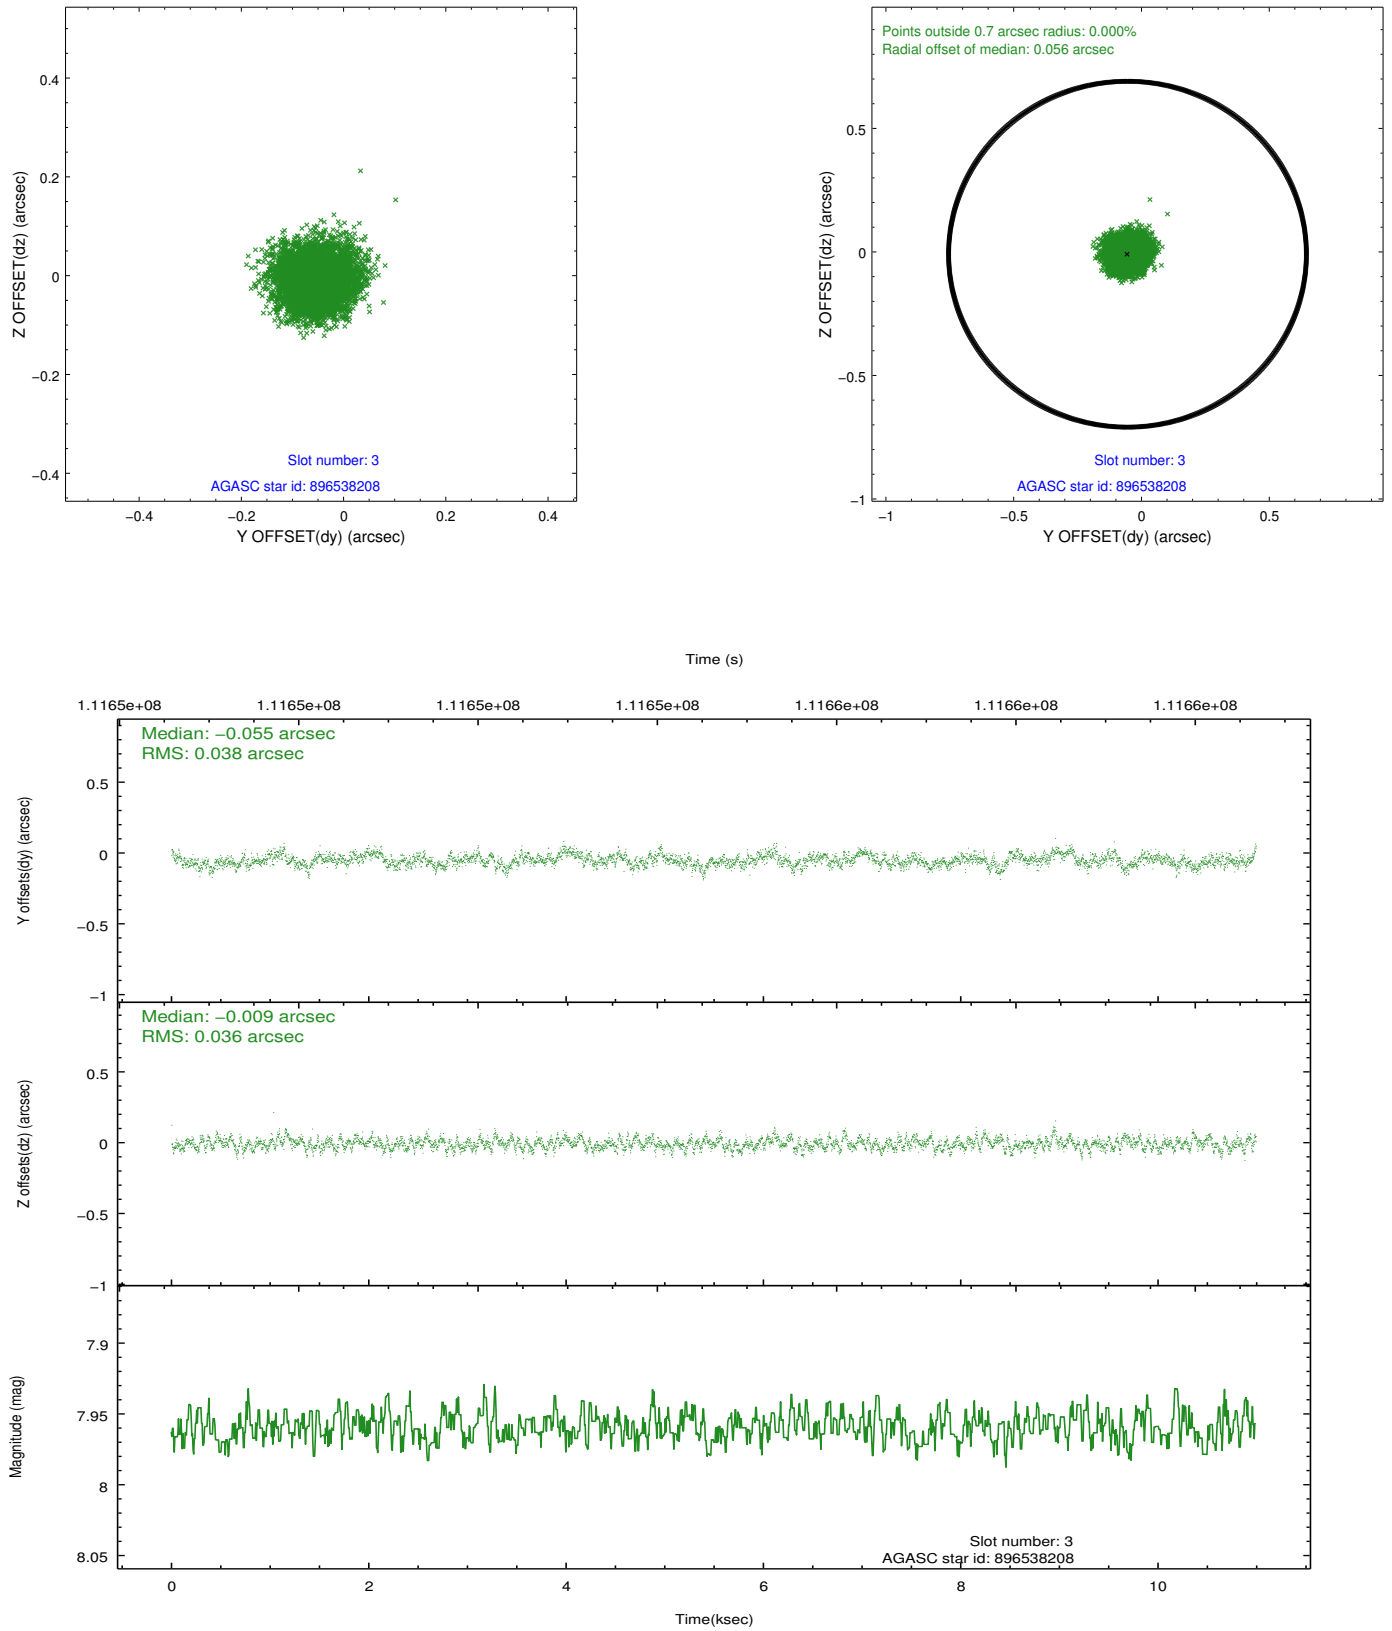 0.4
0.2
0
−0.2
−0.4
Z OFFSET(dz) (arcsec)
Slot number: 3
AGASC star id: 896538208
−0.4 −0.2 0 0.2 0.4
Y OFFSET(dy) (arcsec)
Points outside 0.7 arcsec radius: 0.000%
Radial offset of median: 0.056 arcsec
0.5
0
−0.5
−1
Z OFFSET(dz) (arcsec)
Slot number: 3
AGASC star id: 896538208
−1 −0.5 0 0.5
Y OFFSET(dy) (arcsec)
Time (s)
1.1165e+08 1.1165e+08 1.1165e+08 1.1165e+08 1.1166e+08 1.1166e+08 1.1166e+08
Median: −0.055 arcsec
RMS: 0.038 arcsec
0.5
0
−0.5
−1
Y offsets(dy) (arcsec)
Median: −0.009 arcsec
RMS: 0.036 arcsec
0.5
0
−0.5
−1
Z offsets(dz) (arcsec)
7.9
7.95
8
8.05
Magnitude (mag)
Slot number: 3
AGASC star id: 896538208
0 2 4 6 8 10
Time(ksec)